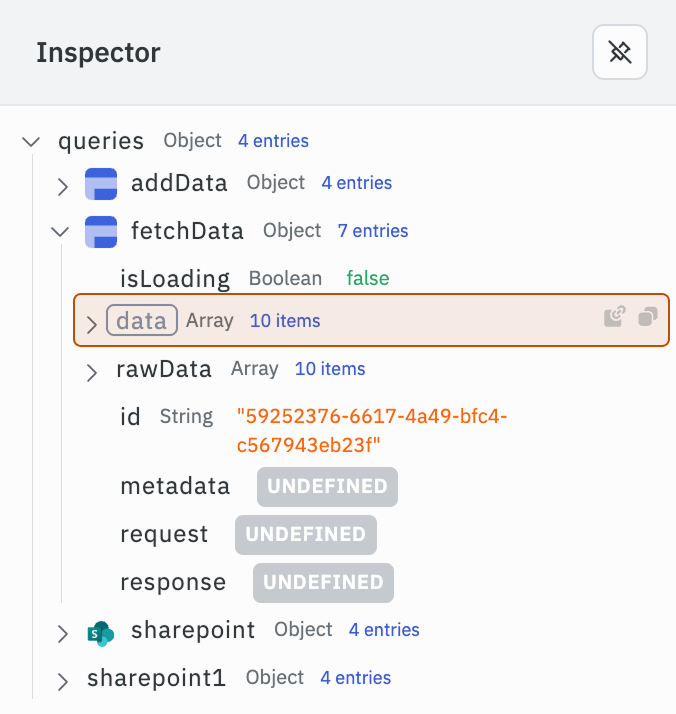 Inspector
queries Object 4 entries
addData Object 4 entries
fetchData Object 7 entries
isLoading Boolean false
data Array 10 items
rawData Array 10 items
id String "59252376-6617-4a49-bfc4-
c567943eb23f"
metadata UNDEFINED
request UNDEFINED
response UNDEFINED
S sharepoint Object 4 entries
sharepoint1 Object 4 entries